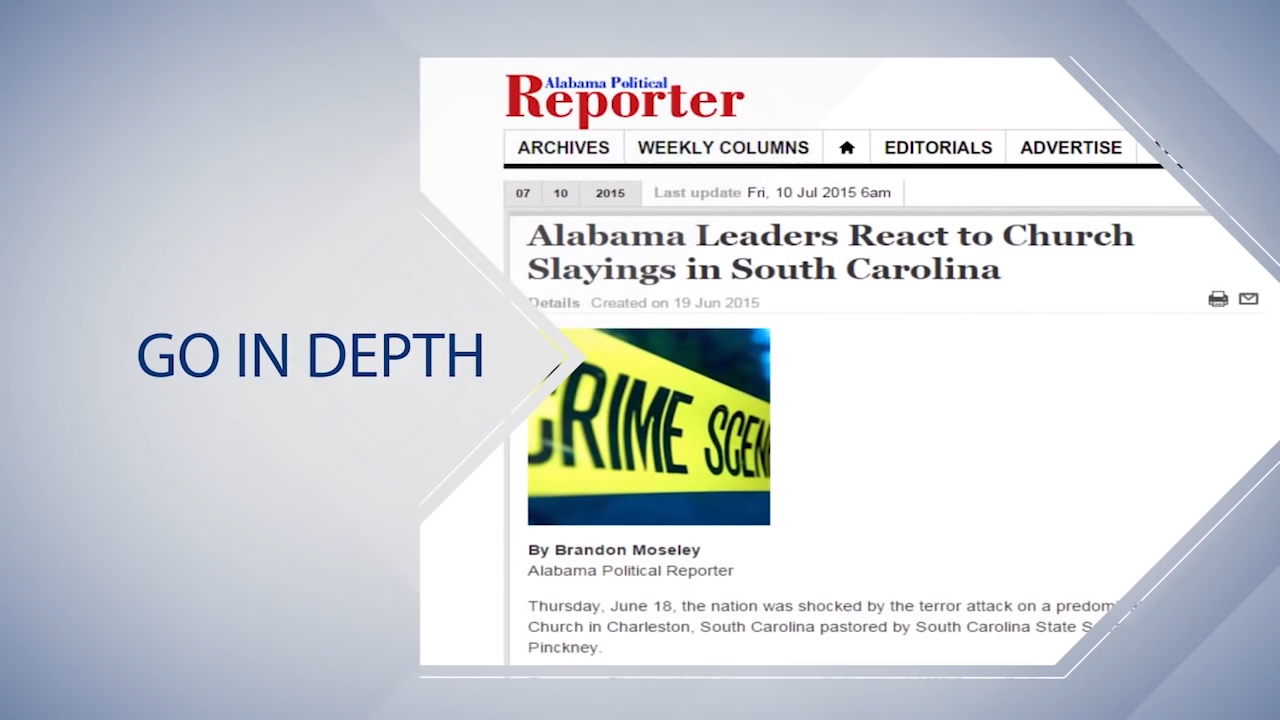 Alabama Political
Reporter
ARCHIVES WEEKLY COLUMNS EDITORIALS ADVERTISE
07 10 2015 Last update Fri, 10 Jul 2015 6am
Alabama Leaders React to Church
Slayings in South Carolina
Details Created on 19 Jun 2015
GO IN DEPTH
CRIME SCEN
By Brandon Moseley
Alabama Political Reporter
Thursday, June 18, the nation was shocked by the terror attack on a
Church in Charleston, South Carolina pastored by South Carolina State
Pinckney.